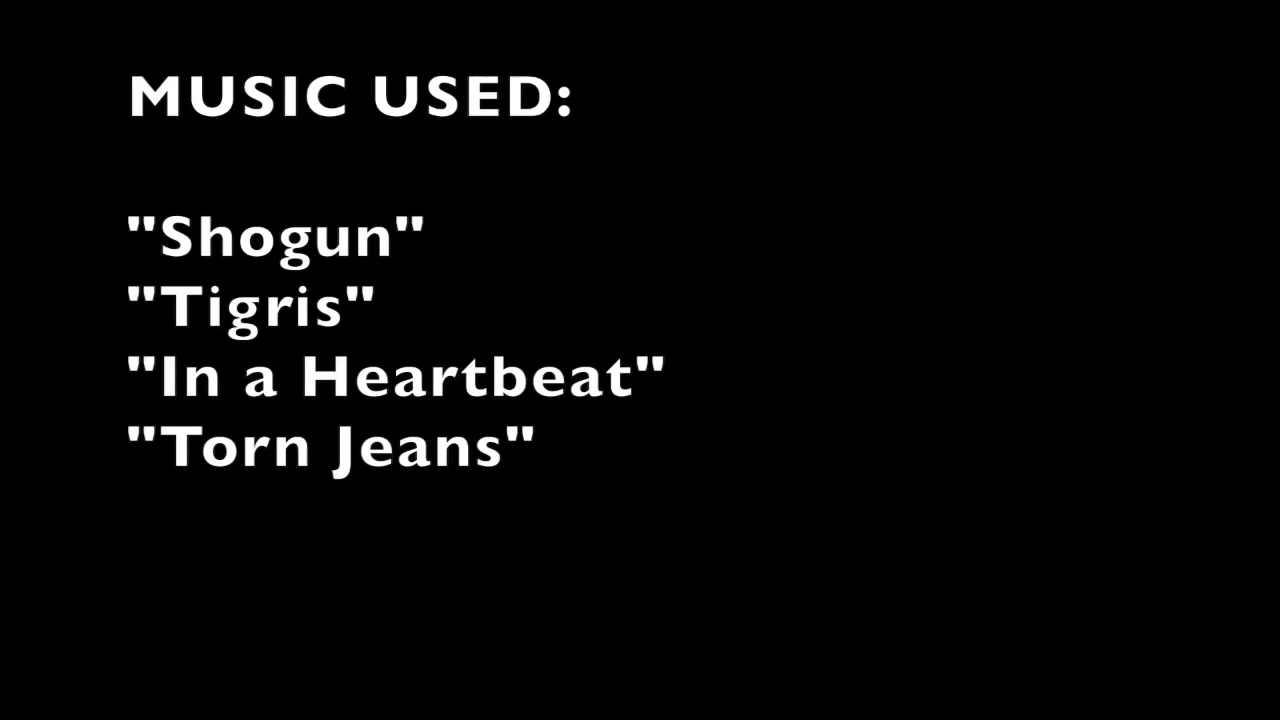 MUSIC USED:
"Shogun"
"Tigris"
"In a Heartbeat"
"Torn Jeans"